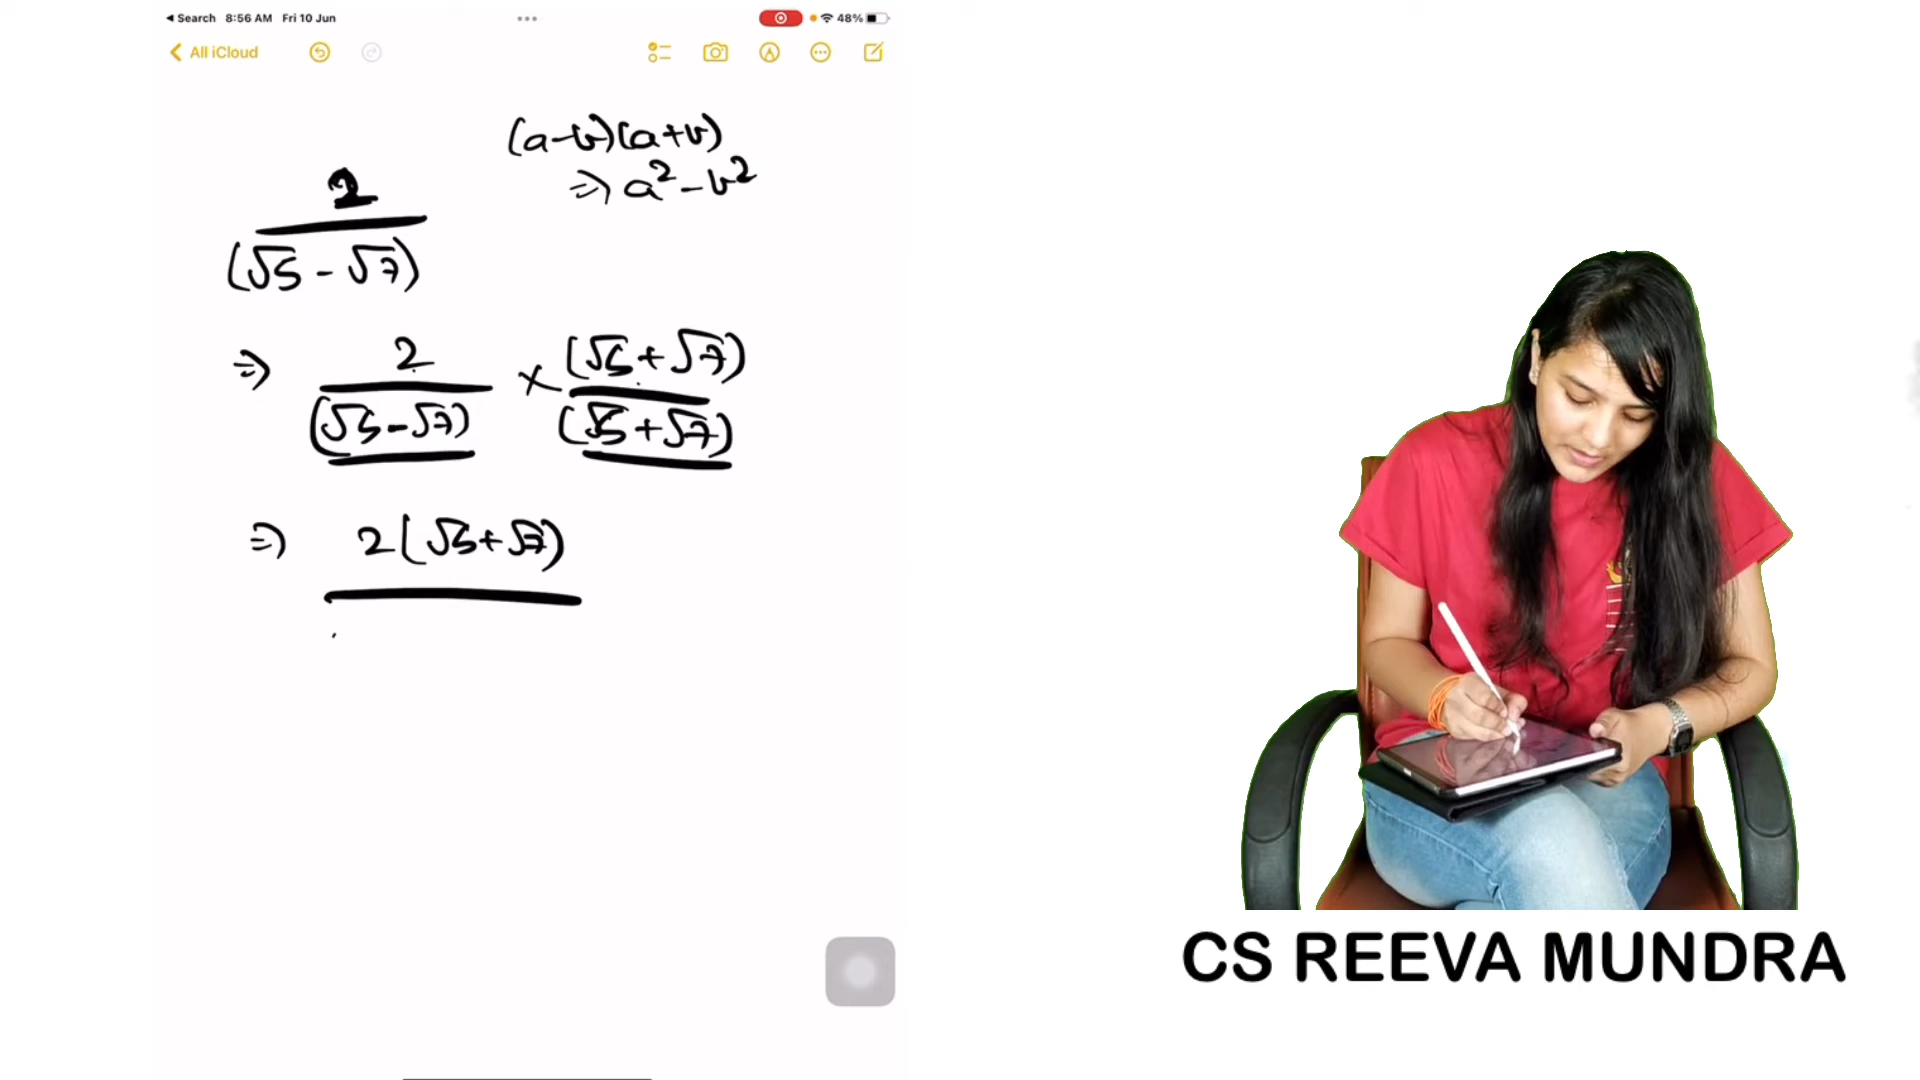 Search 8:56 AM Fri 10 Jun 48%
All iCloud
(a-b)(a+b)
⇒ a² - b²
2
(√5 - √7)
⇒ 2 × (√5 + √7)
(√5 - √7) (√5 + √7)
⇒ 2(√5 + √7)
CS REEVA MUNDRA